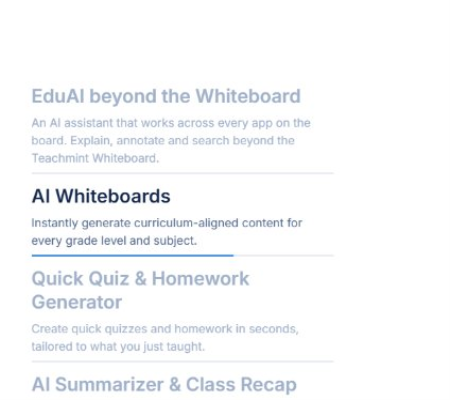 EduAI beyond the Whiteboard
An AI assistant that works across every app on the
board. Explain, annotate and search beyond the
Teachmint Whiteboard.
AI Whiteboards
Instantly generate curriculum-aligned content for
every grade level and subject.
Quick Quiz & Homework
Generator
Create quick quizzes and homework in seconds,
tailored to what you just taught.
AI Summarizer & Class Recap